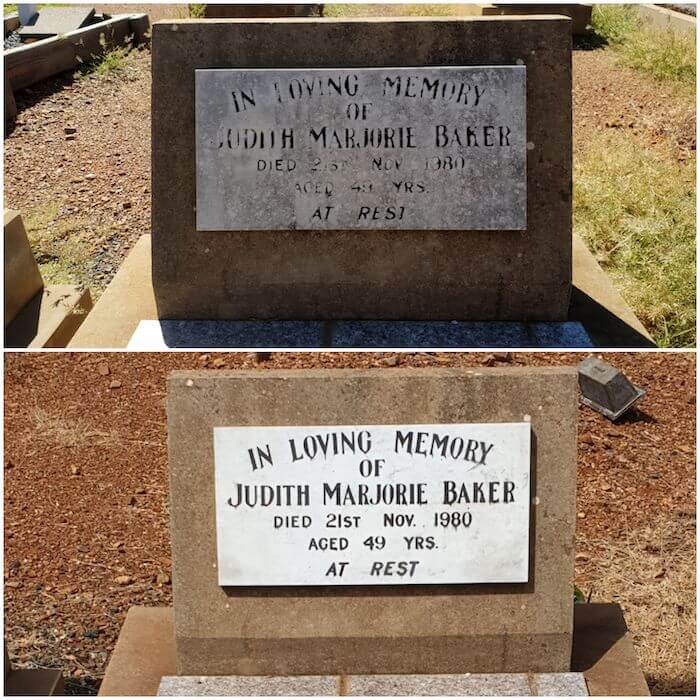 IN LOVING MEMORY
OF
JUDITH MARJORIE BAKER
DIED 21ST NOV 1980
AGED 49 YRS
AT REST
IN LOVING MEMORY
OF
JUDITH MARJORIE BAKER
DIED 21ST NOV. 1980
AGED 49 YRS.
AT REST